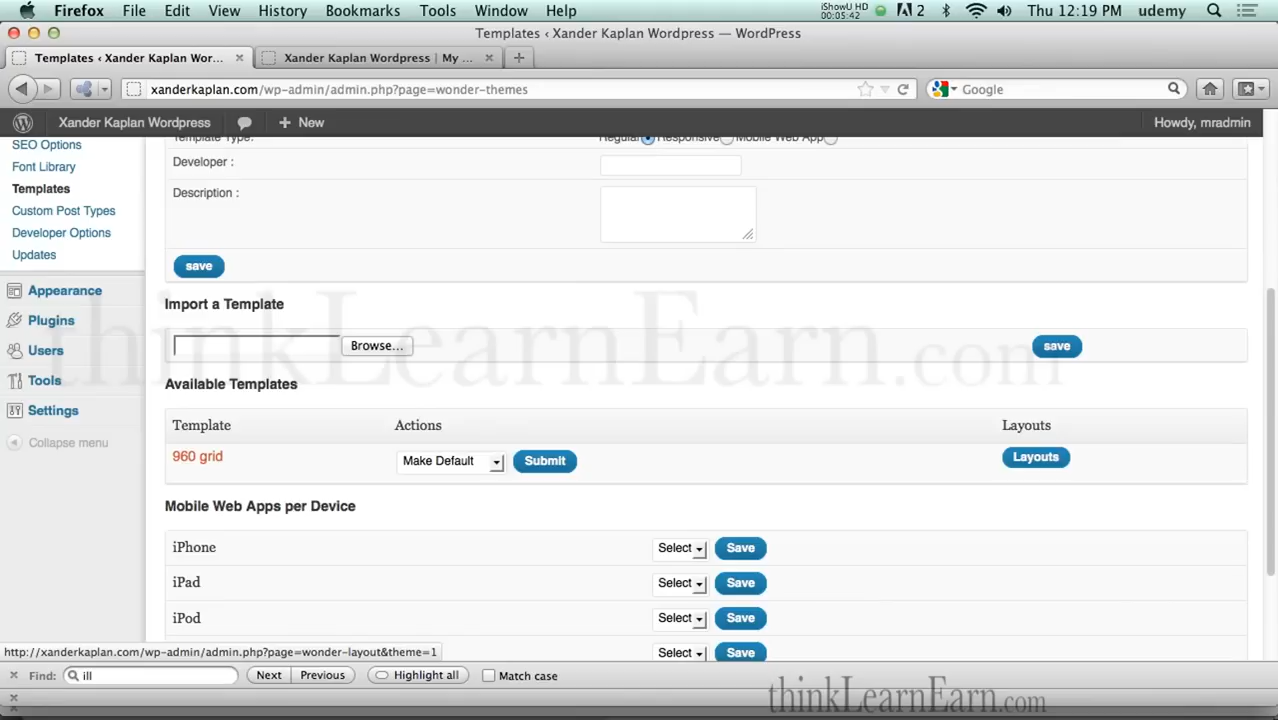 Firefox File Edit View History Bookmarks Tools Window Help iShowU HD 00:05:42 2 Thu 12:19 PM udemy
Templates ‹ Xander Kaplan Wordpress — WordPress
Templates ‹ Xander Kaplan Wor... Xander Kaplan Wordpress | My ...
xanderkaplan.com/wp-admin/admin.php?page=wonder-themes Google
Xander Kaplan Wordpress + New Howdy, mradmin
SEO Options
Font Library
Templates
Custom Post Types
Developer Options
Updates
Appearance
Plugins
Users
Tools
Settings
Collapse menu
Template Type: Regular Responsive Mobile Web App
Developer :
Description :
save
Import a Template
Browse... save
Available Templates
Template Actions Layouts
960 grid Make Default Submit Layouts
Mobile Web Apps per Device
iPhone Select Save
iPad Select Save
iPod Select Save
Select Save
thinkLearnEarn.com
http://xanderkaplan.com/wp-admin/admin.php?page=wonder-layout&theme=1
Find: ill Next Previous Highlight all Match case
thinkLearnEarn.com